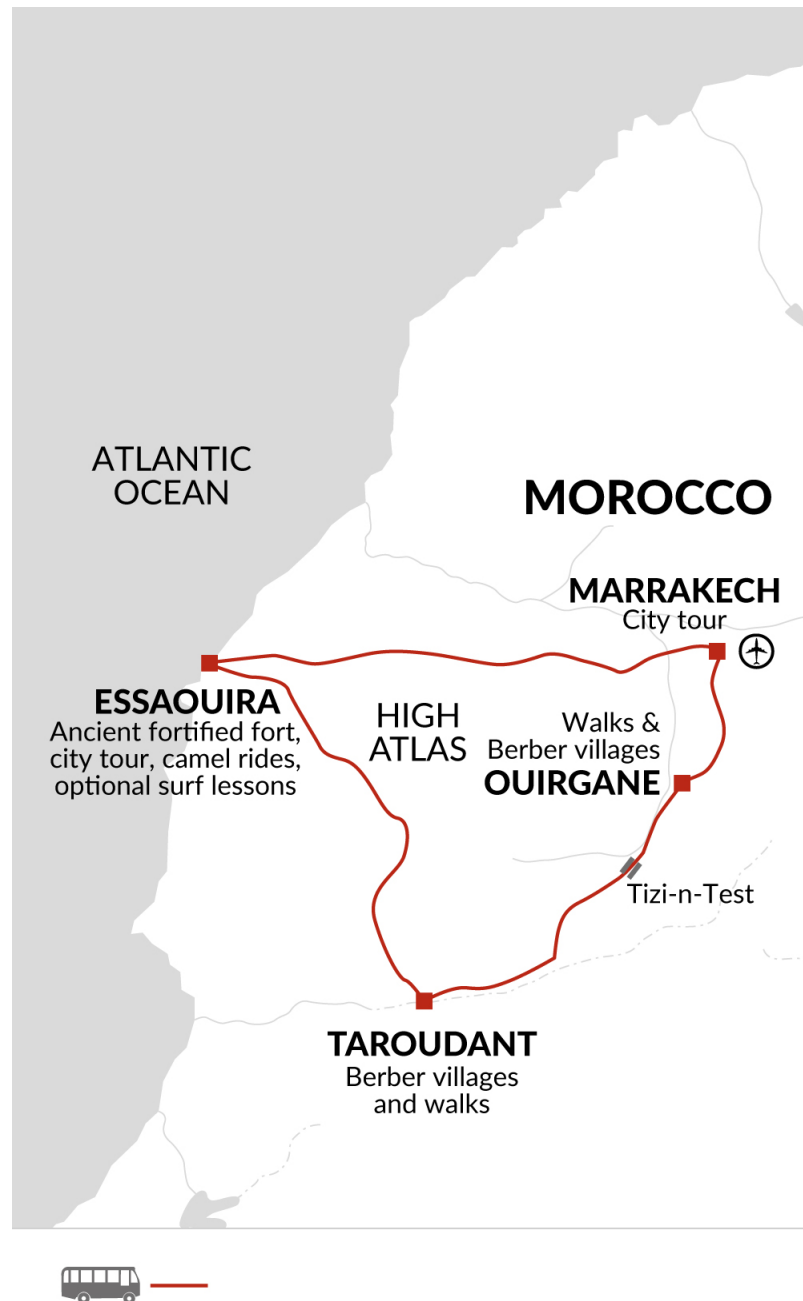 ATLANTIC
OCEAN
MOROCCO
MARRAKECH
City tour
ESSAOUIRA
Ancient fortified fort,
city tour, camel rides,
optional surf lessons
HIGH
ATLAS
Walks &
Berber villages
OUIRGANE
Tizi-n-Test
TAROUDANT
Berber villages
and walks